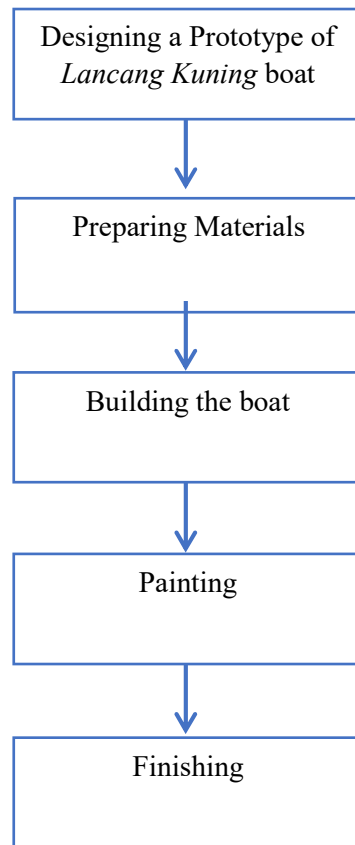 Designing a Prototype of
Lancang Kuning boat
Preparing Materials
Building the boat
Painting
Finishing